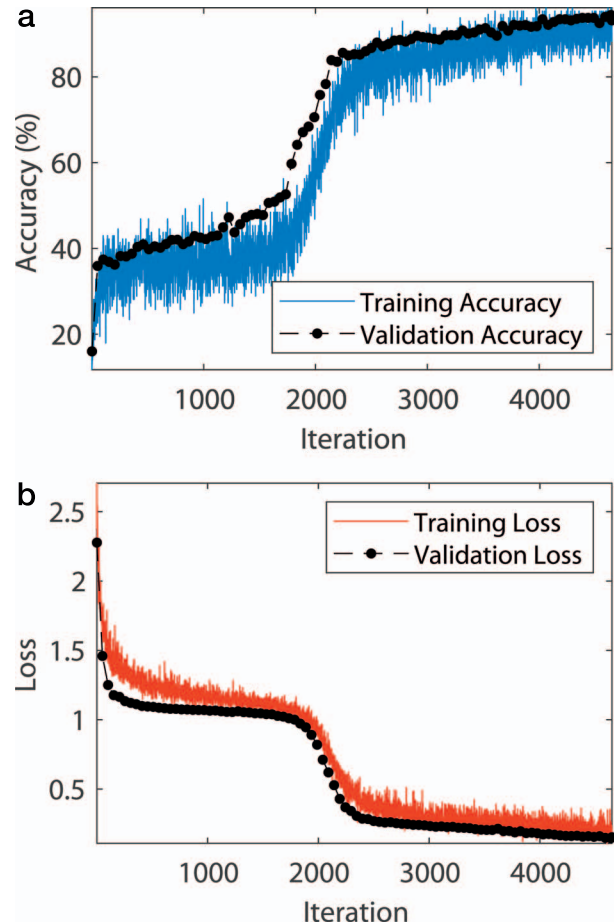 a
80
60
40
20
Accuracy (%)
Training Accuracy
Validation Accuracy
1000 2000 3000 4000
Iteration
b
2.5
2
1.5
1
0.5
Loss
Training Loss
Validation Loss
1000 2000 3000 4000
Iteration